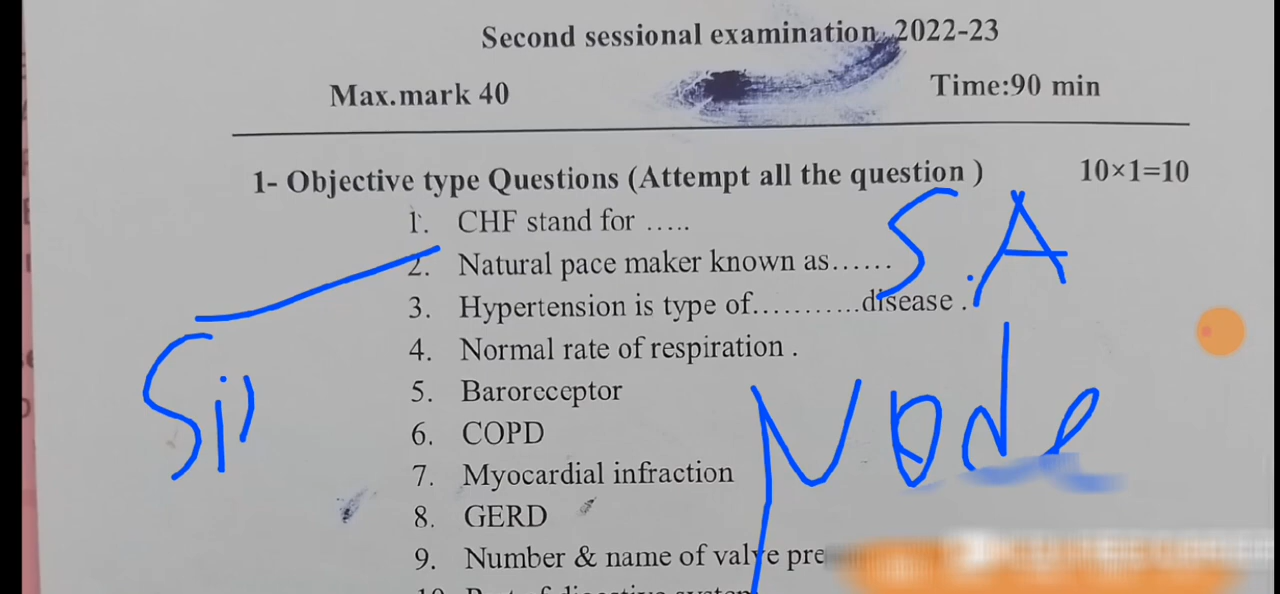 Second sessional examination 2022-23
Max.mark 40 Time:90 min
1- Objective type Questions (Attempt all the question ) 10×1=10
1. CHF stand for .....
2. Natural pace maker known as...... S.A
3. Hypertension is type of...........disease .
4. Normal rate of respiration .
5. Baroreceptor
Node
6. COPD
7. Myocardial infraction
8. GERD
9. Number & name of valve pre